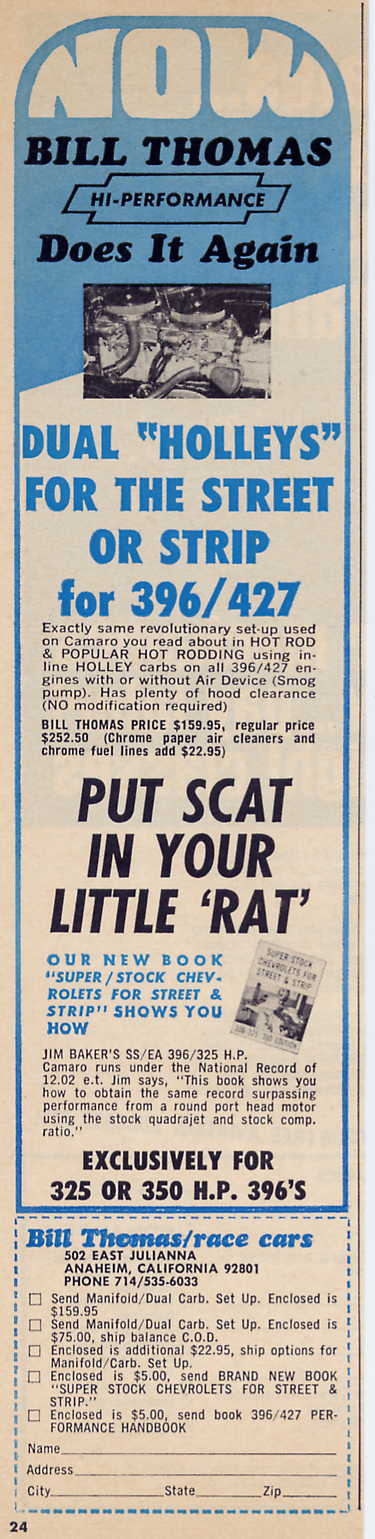 NOW
BILL THOMAS
HI-PERFORMANCE
Does It Again
DUAL "HOLLEYS"
FOR THE STREET
OR STRIP
for 396/427
Exactly same revolutionary set-up used
on Camaro you read about in HOT ROD
& POPULAR HOT RODDING using in-
line HOLLEY carbs on all 396/427 en-
gines with or without Air Device (Smog
pump). Has plenty of hood clearance
(NO modification required)
BILL THOMAS PRICE $159.95, regular price
$252.50 (Chrome paper air cleaners and
chrome fuel lines add $22.95)
PUT SCAT
IN YOUR
LITTLE 'RAT'
OUR NEW BOOK
"SUPER/STOCK CHEV-
ROLETS FOR STREET &
STRIP" SHOWS YOU
HOW
SUPER STOCK
CHEVROLETS FOR
STREET & STRIP
JIM BAKER'S SS/EA 396/325 H.P.
Camaro runs under the National Record of
12.02 e.t. Jim says, "This book shows you
how to obtain the same record surpassing
performance from a round port head motor
using the stock quadrajet and stock comp.
ratio."
EXCLUSIVELY FOR
325 OR 350 H.P. 396'S
Bill Thomas/race cars
502 EAST JULIANNA
ANAHEIM, CALIFORNIA 92801
PHONE 714/535-6033
Send Manifold/Dual Carb. Set Up. Enclosed is
$159.95
Send Manifold/Dual Carb. Set Up. Enclosed is
$75.00, ship balance C.O.D.
Enclosed is additional $22.95, ship options for
Manifold/Carb. Set Up.
Enclosed is $5.00, send BRAND NEW BOOK
"SUPER STOCK CHEVROLETS FOR STREET &
STRIP."
Enclosed is $5.00, send book 396/427 PER-
FORMANCE HANDBOOK
Name
Address
City State Zip
24